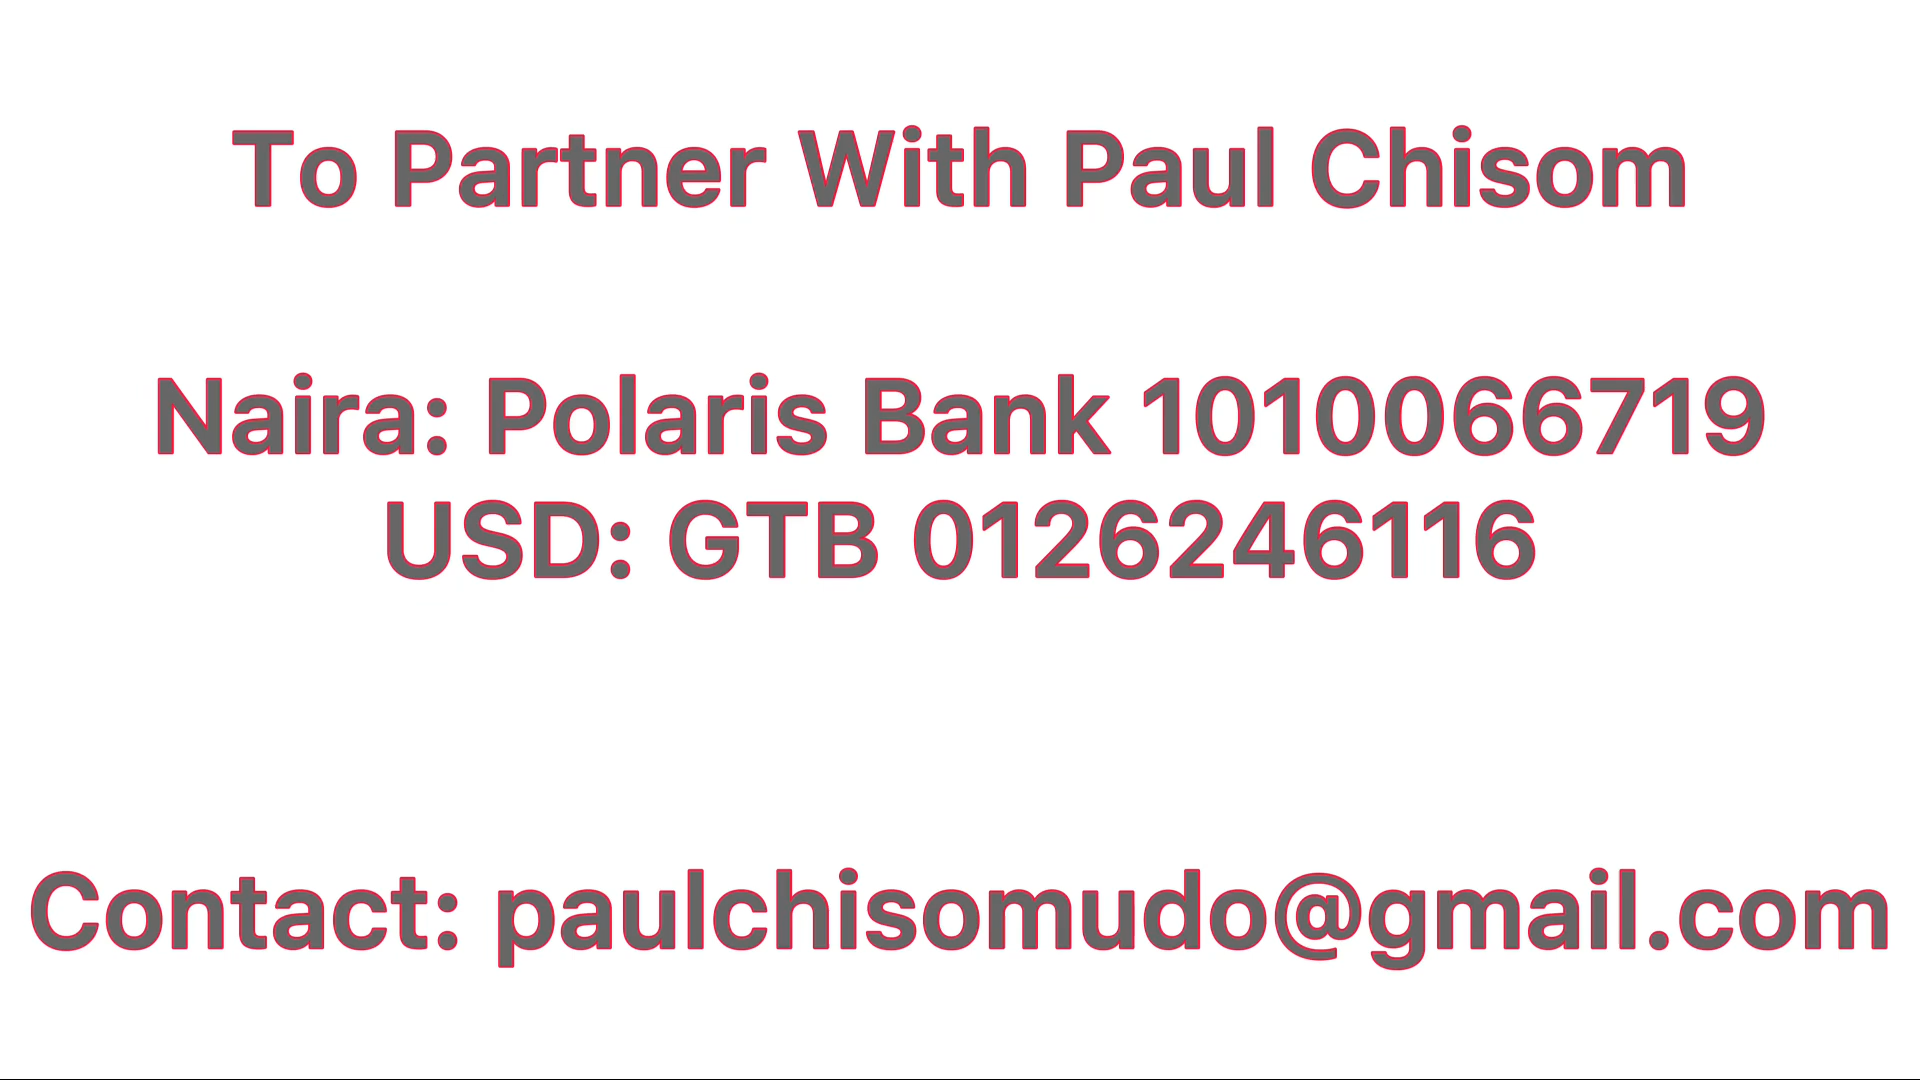 To Partner With Paul Chisom
Naira: Polaris Bank 1010066719
USD: GTB 0126246116
Contact: paulchisomudo@gmail.com